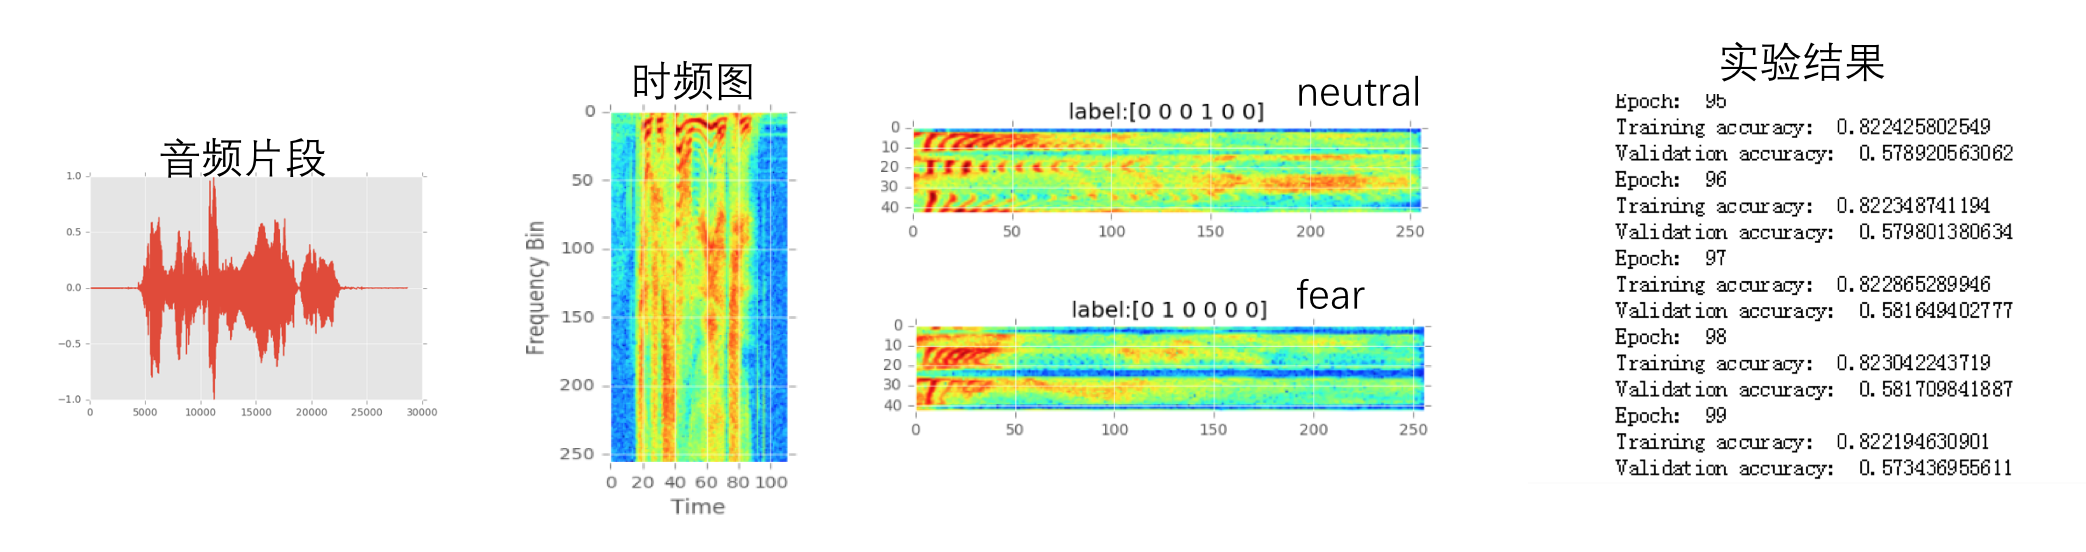 音频片段
1.0
0.5
0.0
−0.5
−1.0
0 5000 10000 15000 20000 25000 30000
时频图
0
50
100
150
200
250
Frequency Bin
0 20 40 60 80 100
Time
neutral
label:[0 0 0 1 0 0]
0
10
20
30
40
0 50 100 150 200 250
fear
label:[0 1 0 0 0 0]
0
10
20
30
40
0 50 100 150 200 250
实验结果
Epoch: 95
Training accuracy: 0.822425802549
Validation accuracy: 0.578920563062
Epoch: 96
Training accuracy: 0.822348741194
Validation accuracy: 0.579801380634
Epoch: 97
Training accuracy: 0.822865289946
Validation accuracy: 0.581649402777
Epoch: 98
Training accuracy: 0.823042243719
Validation accuracy: 0.581709841887
Epoch: 99
Training accuracy: 0.822194630901
Validation accuracy: 0.573436955611